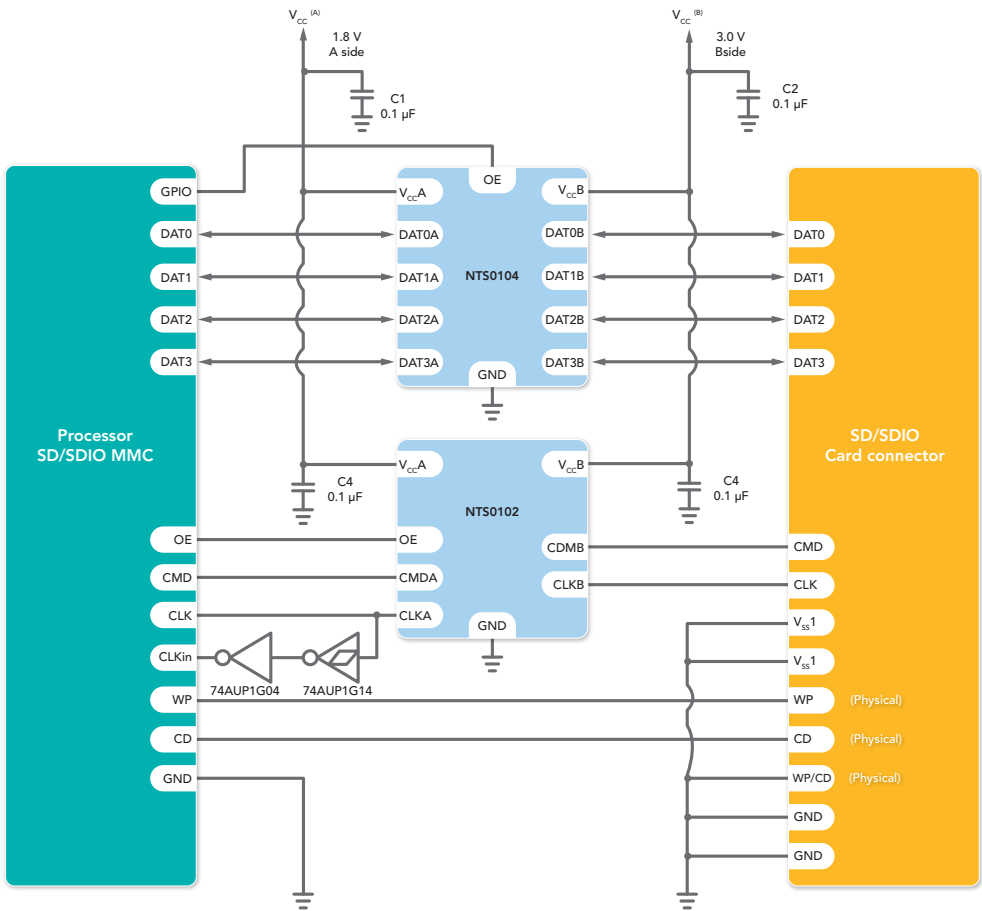 VCC (A)
1.8 V
A side
C1
0.1 µF
VCC (B)
3.0 V
Bside
C2
0.1 µF
GPIO
DAT0
DAT1
DAT2
DAT3
Processor
SD/SDIO MMC
OE
CMD
CLK
CLKin
WP
CD
GND
OE
VCCA
VCCB
DAT0A
DAT0B
DAT1A
NTS0104
DAT1B
DAT2A
DAT2B
DAT3A
DAT3B
GND
C4
0.1 µF
VCCA
VCCB
NTS0102
OE
CDMB
CMDA
CLKB
CLKA
GND
C4
0.1 µF
74AUP1G04
74AUP1G14
DAT0
DAT1
DAT2
DAT3
SD/SDIO
Card connector
CMD
CLK
Vss1
Vss1
WP (Physical)
CD (Physical)
WP/CD (Physical)
GND
GND